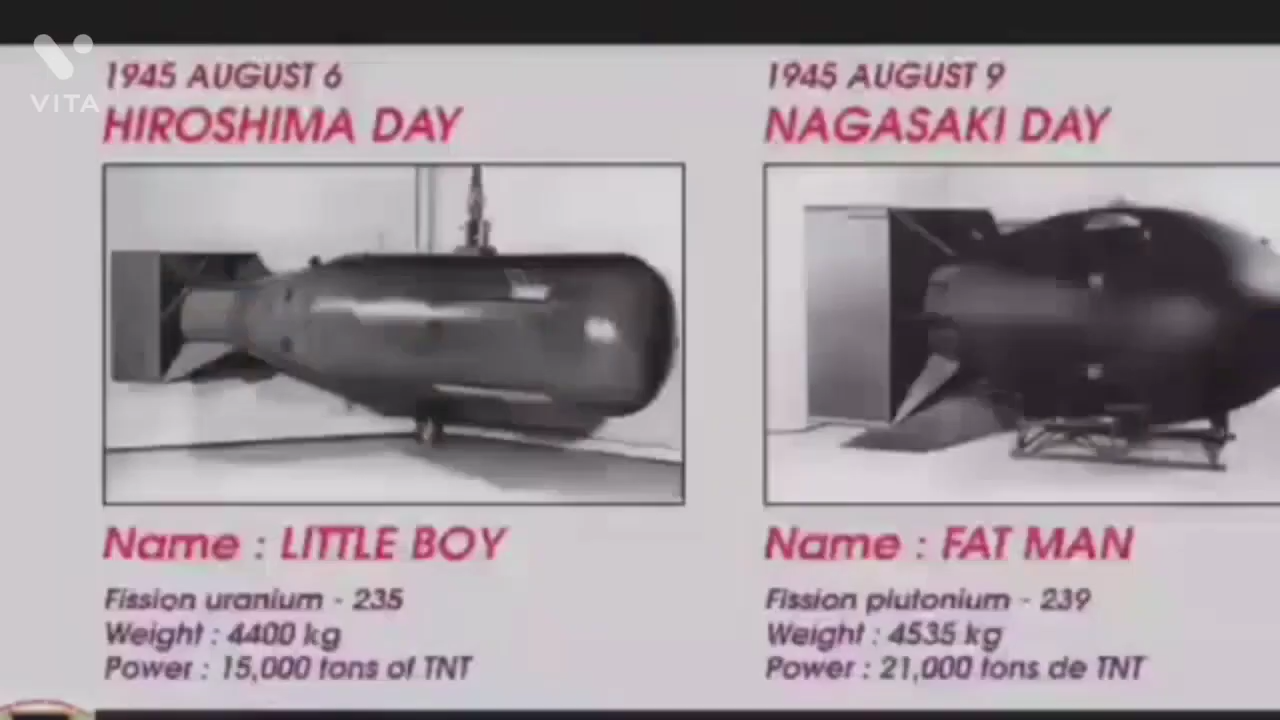 VITA
1945 AUGUST 6
HIROSHIMA DAY
Name : LITTLE BOY
Fission uranium - 235
Weight : 4400 kg
Power : 15,000 tons of TNT
1945 AUGUST 9
NAGASAKI DAY
Name : FAT MAN
Fission plutonium - 239
Weight : 4535 kg
Power : 21,000 tons de TNT